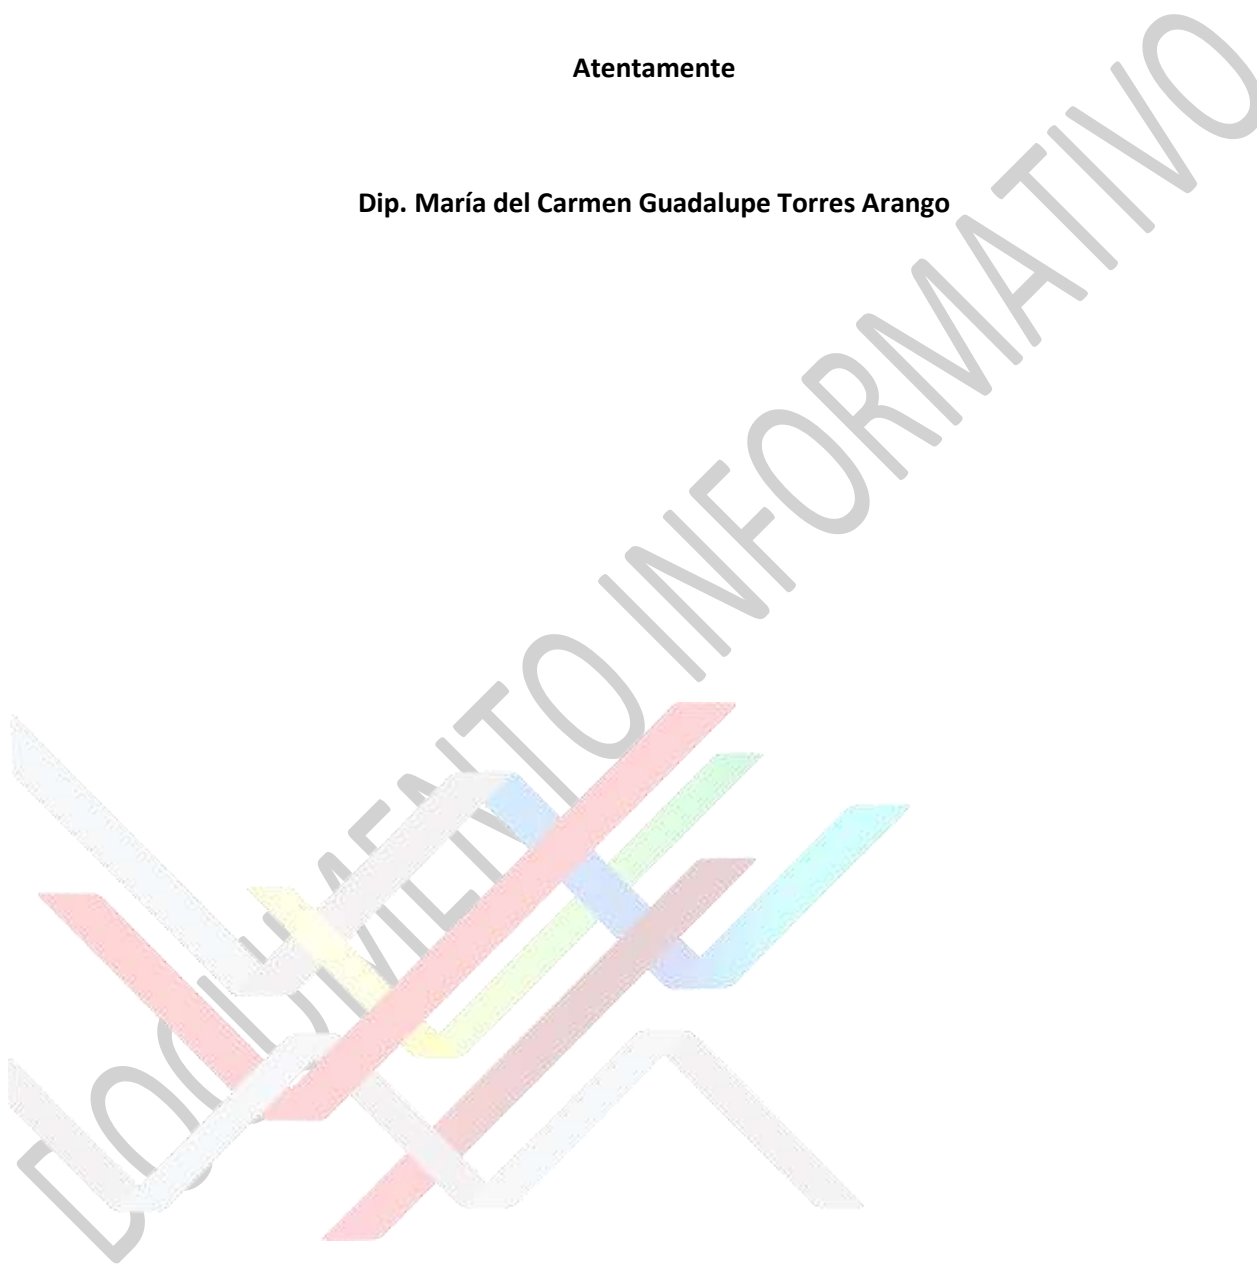 Atentamente
Dip. María del Carmen Guadalupe Torres Arango
DOCUMENTO INFORMATIVO